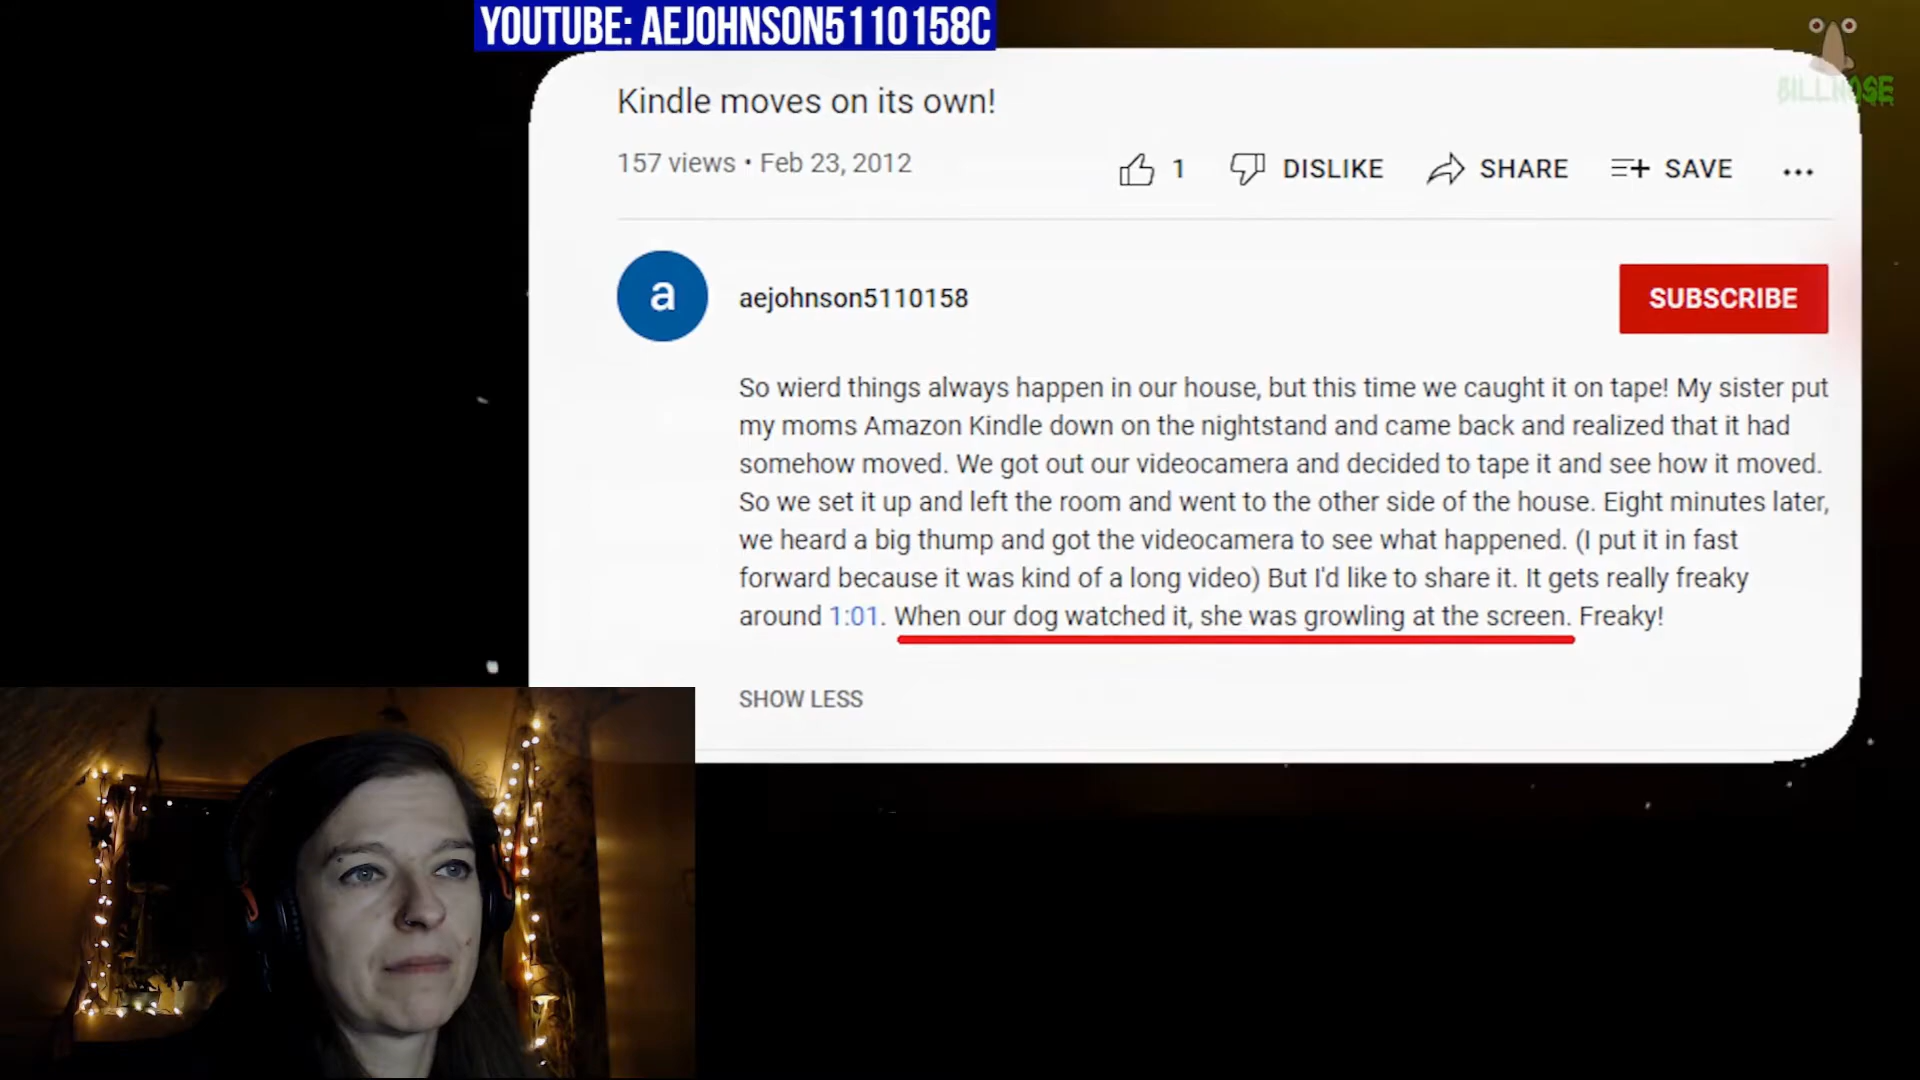 YOUTUBE: AEJOHNSON5110158C
BILLNOSE
Kindle moves on its own!
157 views • Feb 23, 2012
1 DISLIKE SHARE SAVE ...
a
aejohnson5110158
SUBSCRIBE
So wierd things always happen in our house, but this time we caught it on tape! My sister put
my moms Amazon Kindle down on the nightstand and came back and realized that it had
somehow moved. We got out our videocamera and decided to tape it and see how it moved.
So we set it up and left the room and went to the other side of the house. Eight minutes later,
we heard a big thump and got the videocamera to see what happened. (I put it in fast
forward because it was kind of a long video) But I'd like to share it. It gets really freaky
around 1:01. When our dog watched it, she was growling at the screen. Freaky!
SHOW LESS